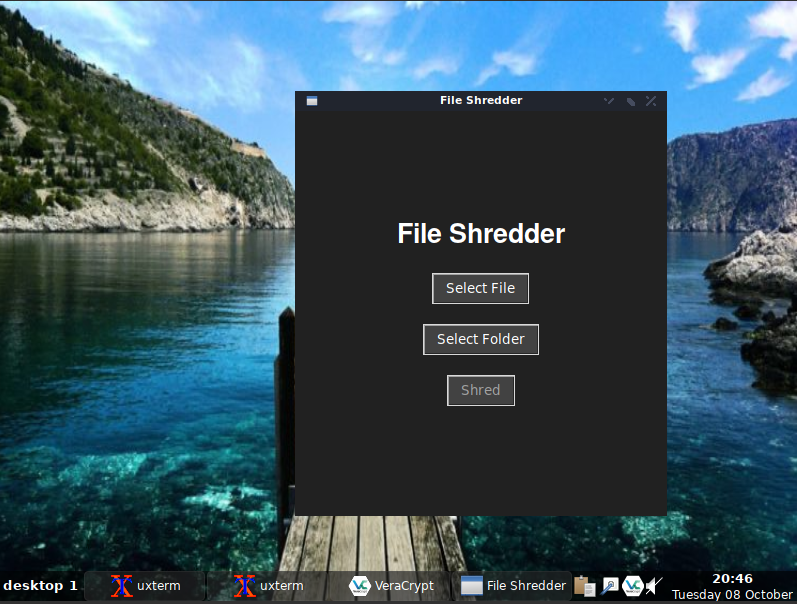 File Shredder
File Shredder
Select File
Select Folder
Shred
desktop 1
uxterm
uxterm
VeraCrypt
File Shredder
20:46
Tuesday 08 October